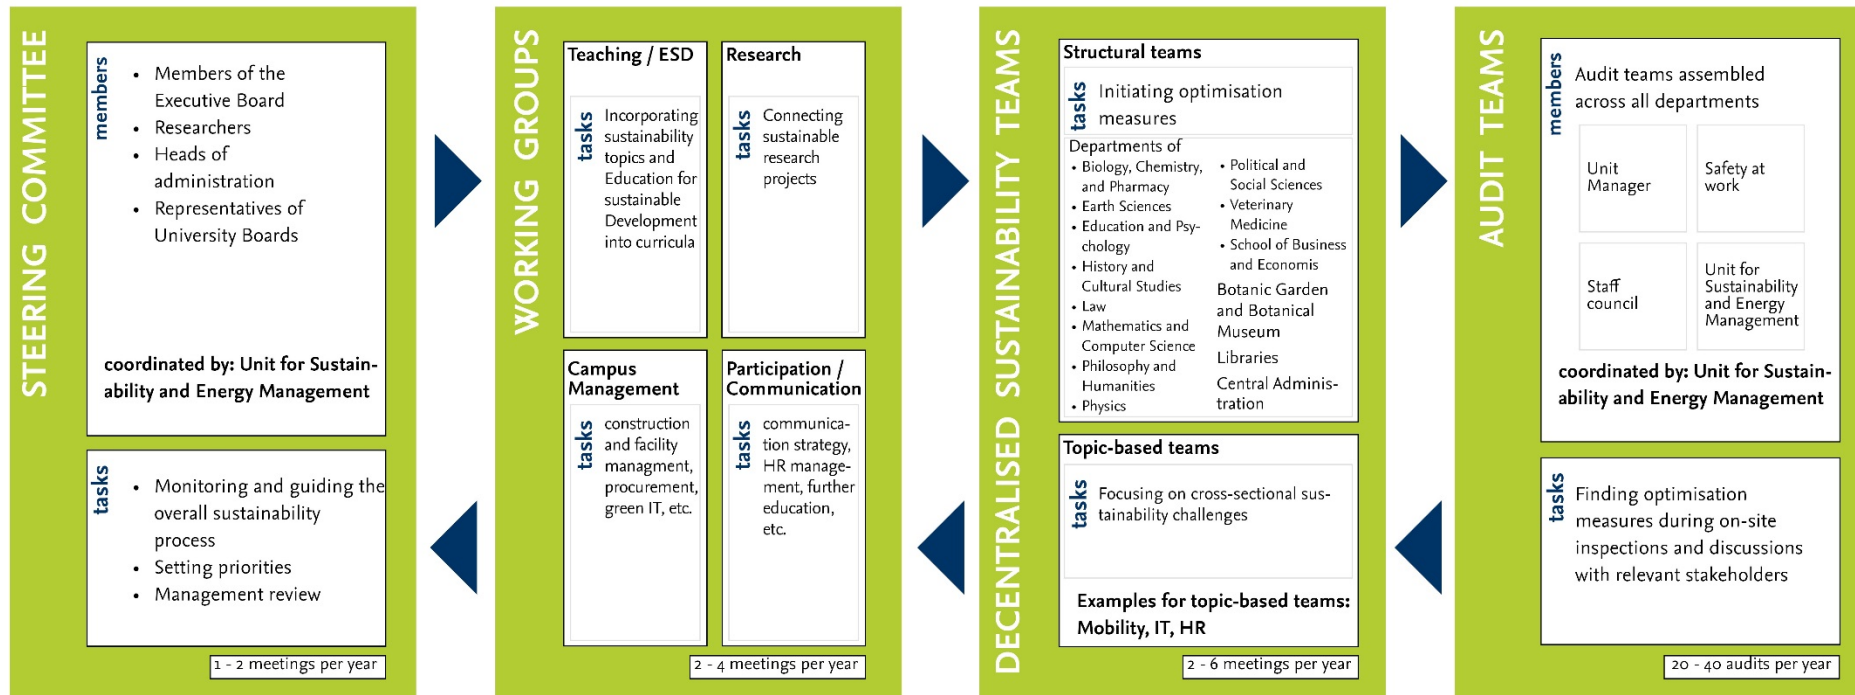 STEERING COMMITTEE
members
• Members of the
Executive Board
• Researchers
• Heads of
administration
• Representatives of
University Boards
coordinated by: Unit for Sustain-
ability and Energy Management
tasks
• Monitoring and guiding the
overall sustainability
process
• Setting priorities
• Management review
1 - 2 meetings per year
WORKING GROUPS
Teaching / ESD
tasks
Incorporating
sustainability
topics and
Education for
sustainable
Development
into curricula
Research
tasks
Connecting
sustainable
research
projects
Campus
Management
tasks
construction
and facility
managment,
procurement,
green IT, etc.
Participation /
Communication
tasks
communica-
tion strategy,
HR manage-
ment, further
education,
etc.
2 - 4 meetings per year
DECENTRALISED SUSTAINABILITY TEAMS
Structural teams
tasks
Initiating optimisation
measures
Departments of
• Biology, Chemistry,
and Pharmacy
• Earth Sciences
• Education and Psy-
chology
• History and
Cultural Studies
• Law
• Mathematics and
Computer Science
• Philosophy and
Humanities
• Physics
• Political and
Social Sciences
• Veterinary
Medicine
• School of Business
and Economis
Botanic Garden
and Botanical
Museum
Libraries
Central Adminis-
tration
Topic-based teams
tasks
Focusing on cross-sectional sus-
tainability challenges
Examples for topic-based teams:
Mobility, IT, HR
2 - 6 meetings per year
AUDIT TEAMS
members
Audit teams assembled
across all departments
Unit
Manager
Safety at
work
Staff
council
Unit for
Sustainability
and Energy
Management
coordinated by: Unit for Sustain-
ability and Energy Management
tasks
Finding optimisation
measures during on-site
inspections and discussions
with relevant stakeholders
20 - 40 audits per year